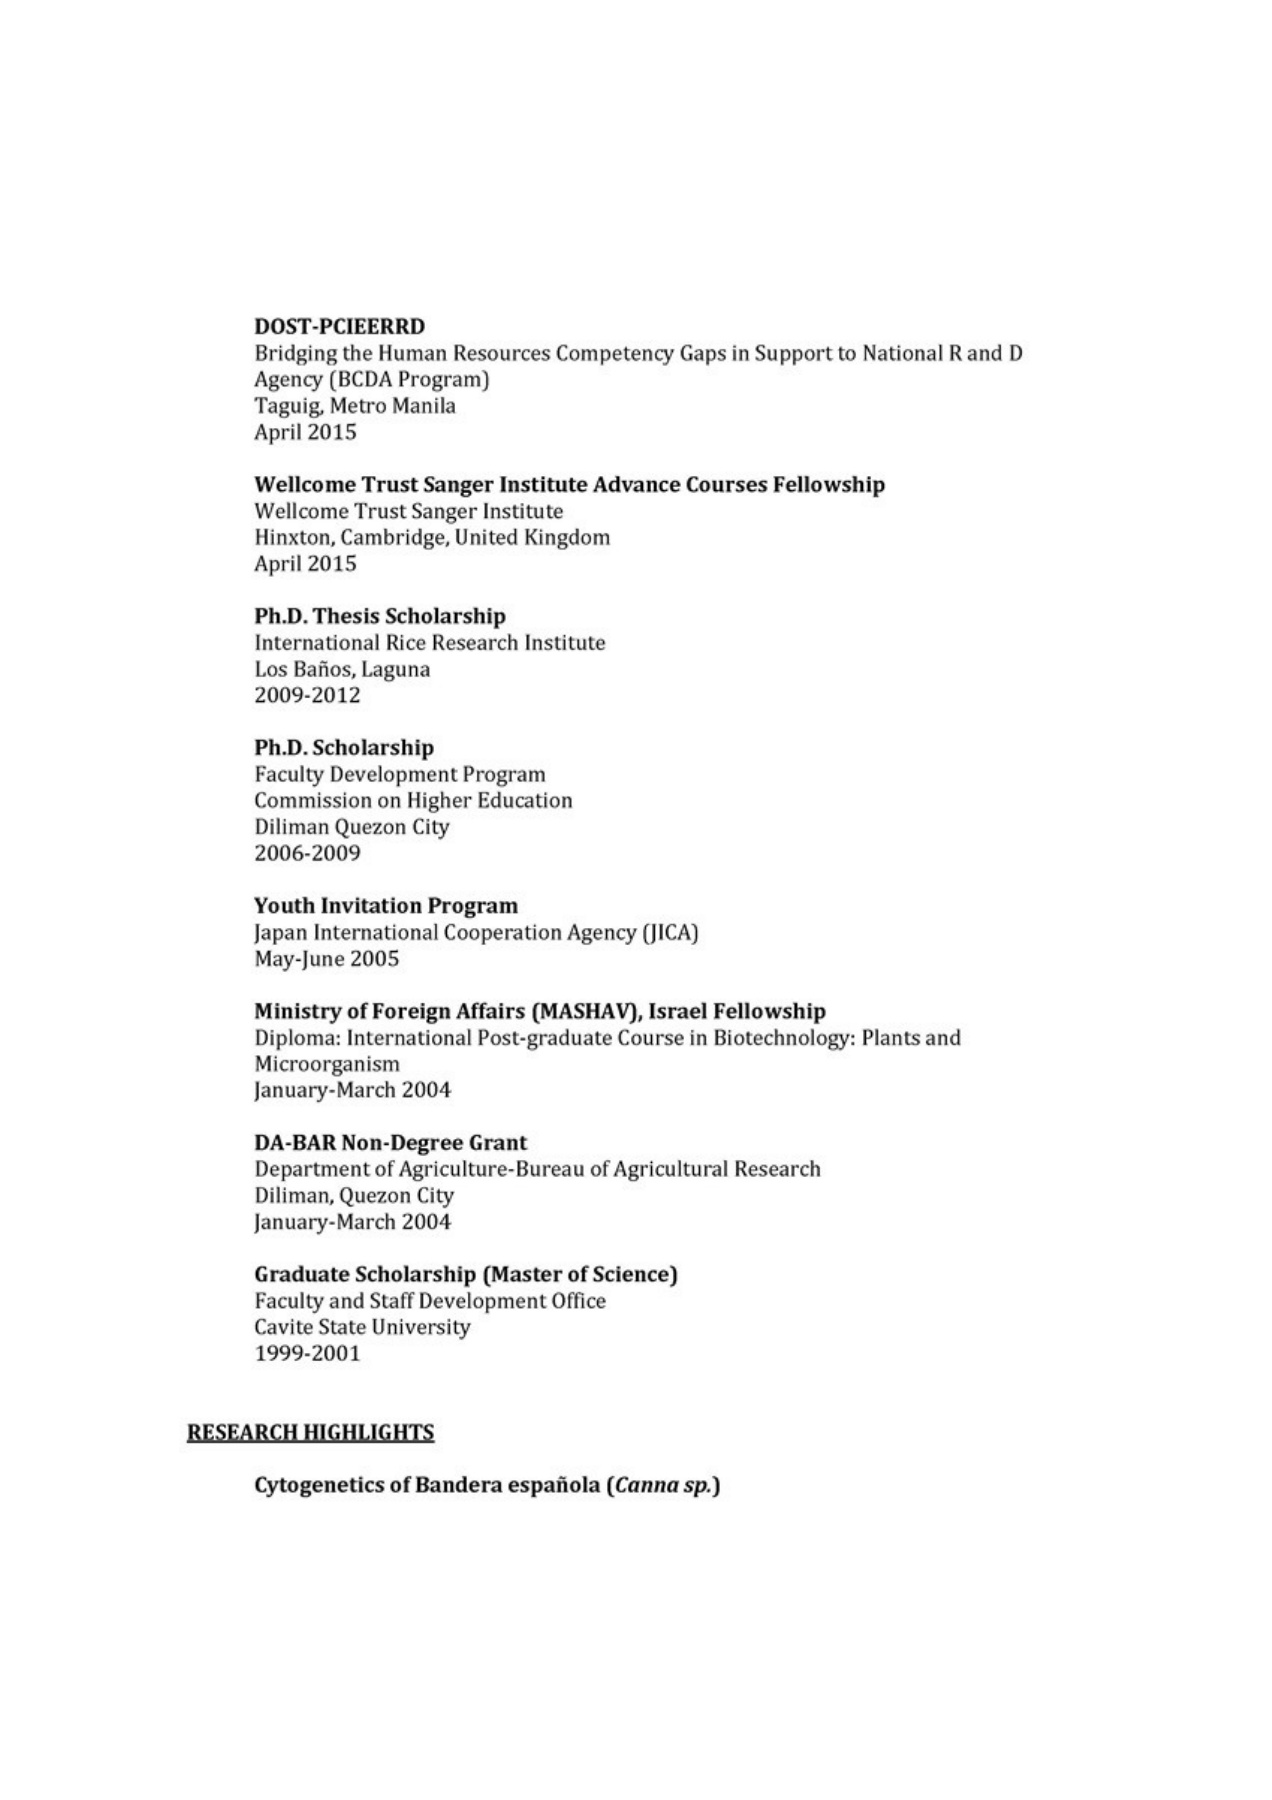 DOST-PCIEERRD
Bridging the Human Resources Competency Gaps in Support to National R and D
Agency (BCDA Program)
Taguig, Metro Manila
April 2015
Wellcome Trust Sanger Institute Advance Courses Fellowship
Wellcome Trust Sanger Institute
Hinxton, Cambridge, United Kingdom
April 2015
Ph.D. Thesis Scholarship
International Rice Research Institute
Los Baños, Laguna
2009-2012
Ph.D. Scholarship
Faculty Development Program
Commission on Higher Education
Diliman Quezon City
2006-2009
Youth Invitation Program
Japan International Cooperation Agency (JICA)
May-June 2005
Ministry of Foreign Affairs (MASHAV), Israel Fellowship
Diploma: International Post-graduate Course in Biotechnology: Plants and
Microorganism
January-March 2004
DA-BAR Non-Degree Grant
Department of Agriculture-Bureau of Agricultural Research
Diliman, Quezon City
January-March 2004
Graduate Scholarship (Master of Science)
Faculty and Staff Development Office
Cavite State University
1999-2001
RESEARCH HIGHLIGHTS
Cytogenetics of Bandera española (Canna sp.)